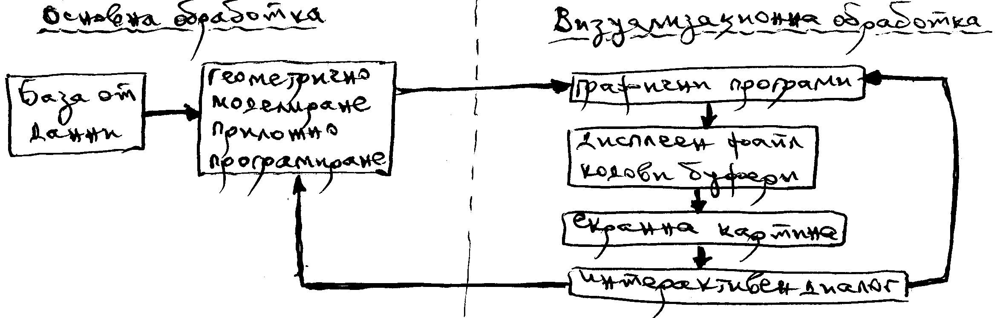 Основна обработка
Визуализационна обработка
База от
данни
Геометрично
моделиране
приложно
програмиране
Графични програми
Дисплеен файл
кодови буфери
Екранна картина
Интерактивен диалог